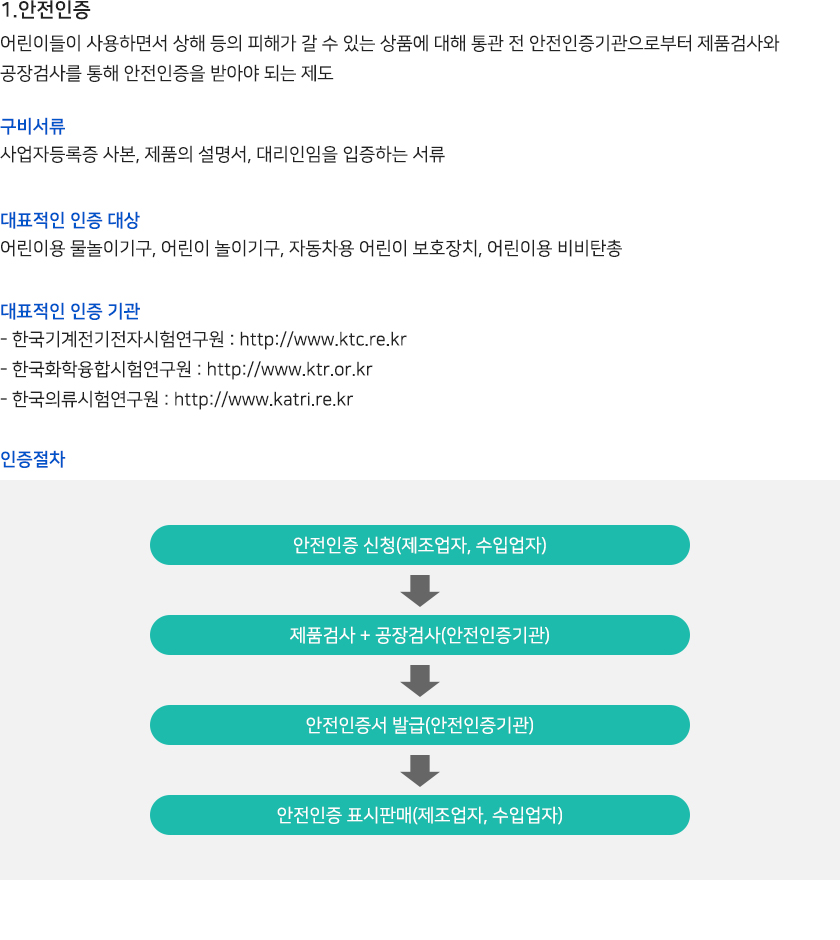 1.안전인증
어린이들이 사용하면서 상해 등의 피해가 갈 수 있는 상품에 대해 통관 전 안전인증기관으로부터 제품검사와
공장검사를 통해 안전인증을 받아야 되는 제도
구비서류
사업자등록증 사본, 제품의 설명서, 대리인임을 입증하는 서류
대표적인 인증 대상
어린이용 물놀이기구, 어린이 놀이기구, 자동차용 어린이 보호장치, 어린이용 비비탄총
대표적인 인증 기관
- 한국기계전기전자시험연구원 : http://www.ktc.re.kr
- 한국화학융합시험연구원 : http://www.ktr.or.kr
- 한국의류시험연구원 : http://www.katri.re.kr
인증절차
안전인증 신청(제조업자, 수입업자)
제품검사 + 공장검사(안전인증기관)
안전인증서 발급(안전인증기관)
안전인증 표시판매(제조업자, 수입업자)